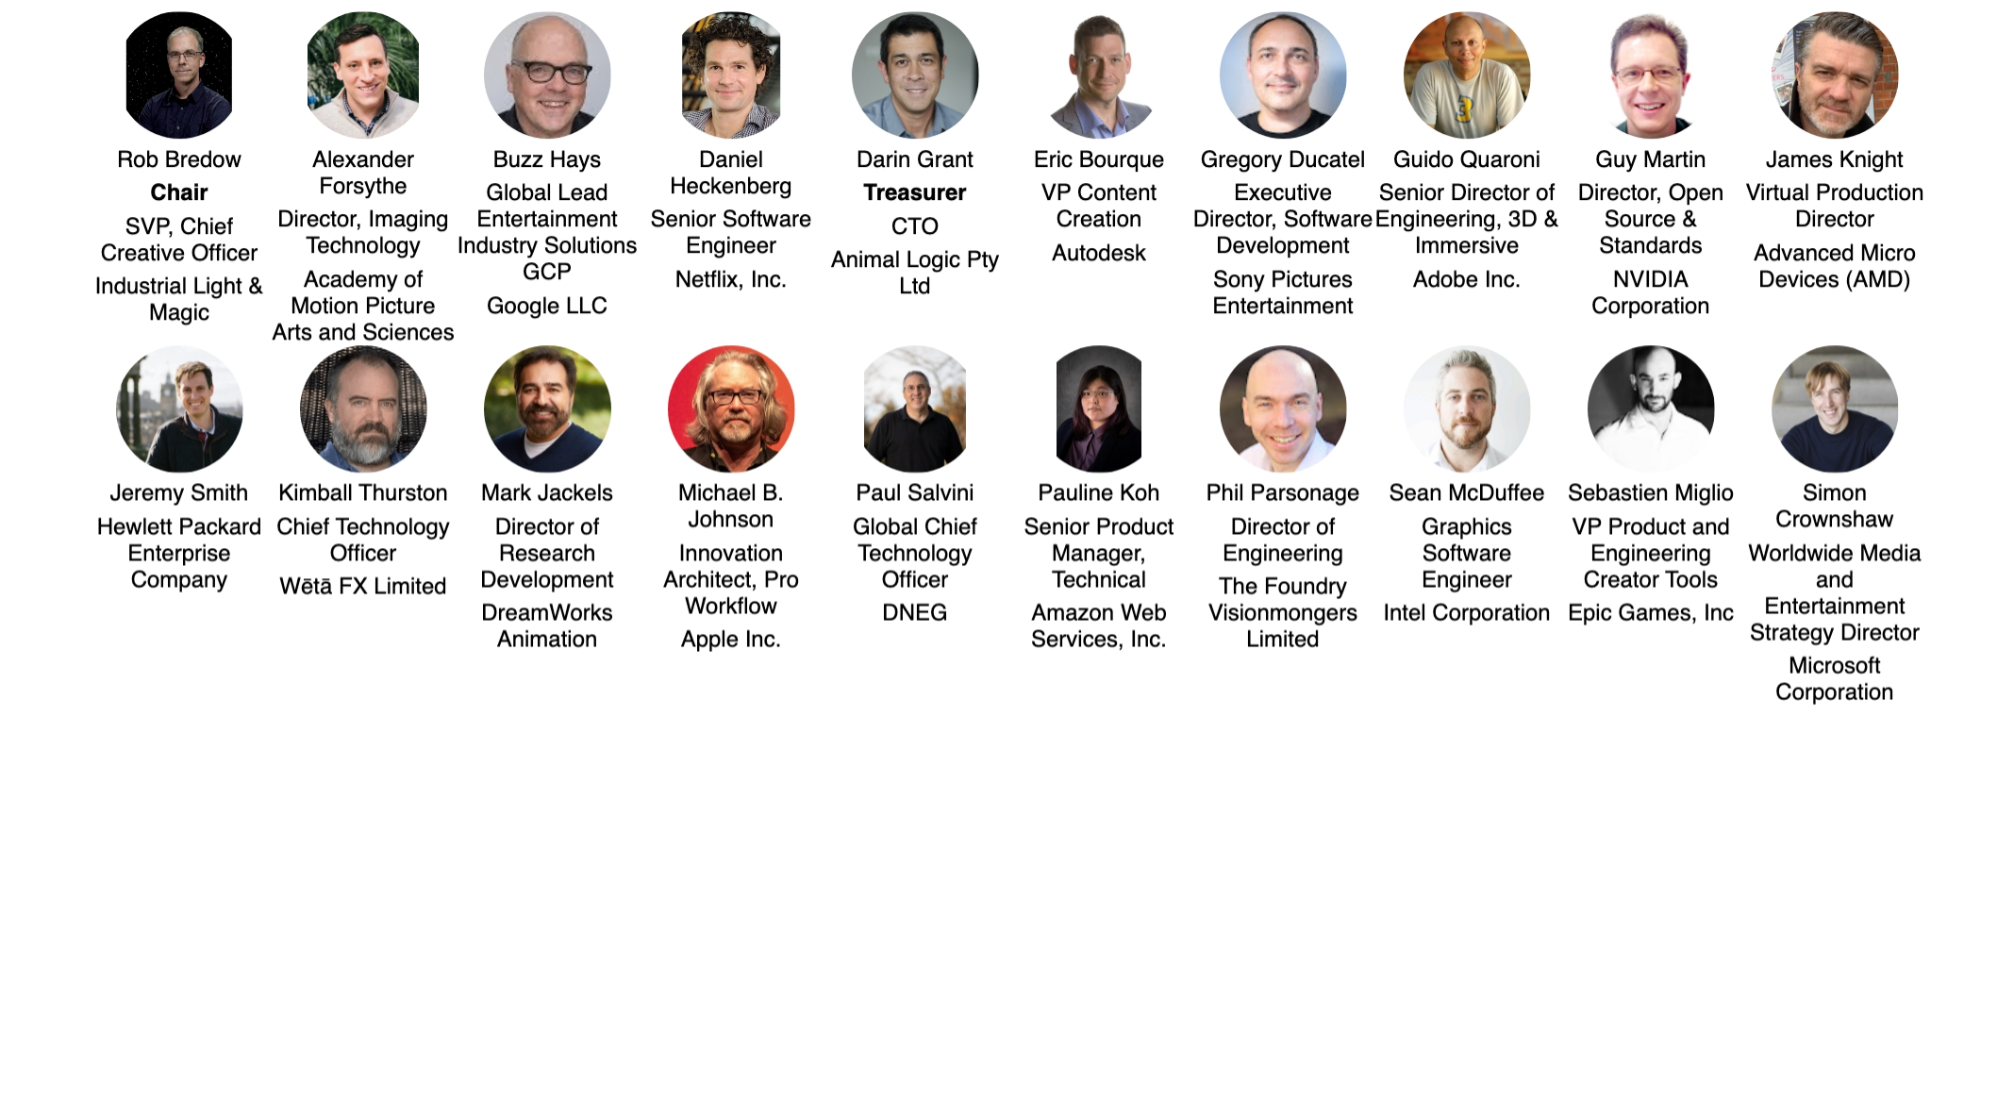 Rob Bredow
Chair
SVP, Chief
Creative Officer
Industrial Light &
Magic
Alexander
Forsythe
Director, Imaging
Technology
Academy of
Motion Picture
Arts and Sciences
Buzz Hays
Global Lead
Entertainment
Industry Solutions
GCP
Google LLC
Daniel
Heckenberg
Senior Software
Engineer
Netflix, Inc.
Darin Grant
Treasurer
CTO
Animal Logic Pty
Ltd
Eric Bourque
VP Content
Creation
Autodesk
Gregory Ducatel
Executive
Director, Software
Development
Sony Pictures
Entertainment
3
Guido Quaroni
Senior Director of
Engineering, 3D &
Immersive
Adobe Inc.
Guy Martin
Director, Open
Source &
Standards
NVIDIA
Corporation
James Knight
Virtual Production
Director
Advanced Micro
Devices (AMD)
Jeremy Smith
Hewlett Packard
Enterprise
Company
Kimball Thurston
Chief Technology
Officer
Wētā FX Limited
Mark Jackels
Director of
Research
Development
DreamWorks
Animation
Michael B.
Johnson
Innovation
Architect, Pro
Workflow
Apple Inc.
Paul Salvini
Global Chief
Technology
Officer
DNEG
Pauline Koh
Senior Product
Manager,
Technical
Amazon Web
Services, Inc.
Phil Parsonage
Director of
Engineering
The Foundry
Visionmongers
Limited
Sean McDuffee
Graphics
Software
Engineer
Intel Corporation
Sebastien Miglio
VP Product and
Engineering
Creator Tools
Epic Games, Inc
Simon
Crownshaw
Worldwide Media
and
Entertainment
Strategy Director
Microsoft
Corporation